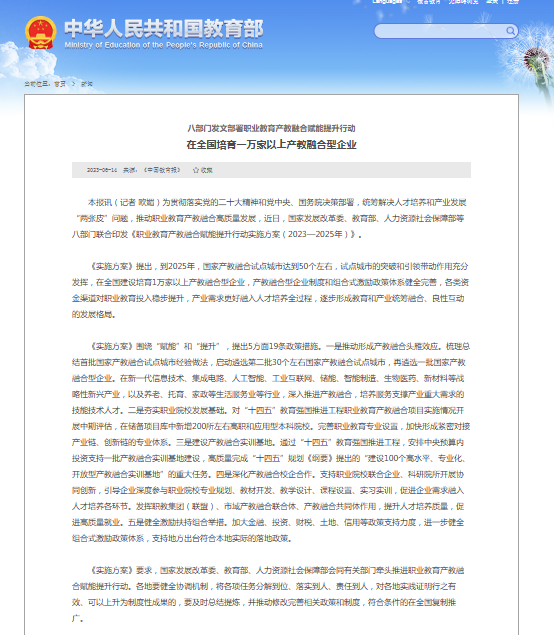 Languages
中华人民共和国教育部
Ministry of Education of the People's Republic of China
当前位置：首页 > 新闻
八部门发文部署职业教育产教融合赋能提升行动
在全国培育一万家以上产教融合型企业
2023-06-14 来源：《中国教育报》 收藏
本报讯（记者 欧媚）为贯彻落实党的二十大精神和党中央、国务院决策部署，统筹解决人才培养和产业发展
“两张皮”问题，推动职业教育产教融合高质量发展，近日，国家发展改革委、教育部、人力资源社会保障部等
八部门联合印发《职业教育产教融合赋能提升行动实施方案（2023—2025年）》。
《实施方案》提出，到2025年，国家产教融合试点城市达到50个左右，试点城市的突破和引领带动作用充分
发挥，在全国建设培育1万家以上产教融合型企业，产教融合型企业制度和组合式激励政策体系健全完善，各类资
金渠道对职业教育投入稳步提升，产业需求更好融入人才培养全过程，逐步形成教育和产业统筹融合、良性互动
的发展格局。
《实施方案》围绕“赋能”和“提升”，提出5方面19条政策措施。一是推动形成产教融合头雁效应。梳理总
结首批国家产教融合试点城市经验做法，启动遴选第二批30个左右国家产教融合试点城市，再遴选一批国家产教
融合型企业。在新一代信息技术、集成电路、人工智能、工业互联网、储能、智能制造、生物医药、新材料等战
略性新兴产业，以及养老、托育、家政等生活服务业等行业，深入推进产教融合，培养服务支撑产业重大需求的
技能技术人才。二是夯实职业院校发展基础。对“十四五”教育强国推进工程职业教育产教融合项目实施情况开
展中期评估，在储备项目库中新增200所左右高职和应用型本科院校。完善职业教育专业设置，加快形成紧密对接
产业链、创新链的专业体系。三是建设产教融合实训基地。通过“十四五”教育强国推进工程，安排中央预算内
投资支持一批产教融合实训基地建设，高质量完成“十四五”规划《纲要》提出的“建设100个高水平、专业化、
开放型产教融合实训基地”的重大任务。四是深化产教融合校企合作。支持职业院校联合企业、科研院所开展协
同创新，引导企业深度参与职业院校专业规划、教材开发、教学设计、课程设置、实习实训，促进企业需求融入
人才培养各环节。发挥职教集团（联盟）、市域产教融合联合体、产教融合共同体作用，提升人才培养质量，促
进高质量就业。五是健全激励扶持组合举措。加大金融、投资、财税、土地、信用等政策支持力度，进一步健全
组合式激励政策体系，支持地方出台符合本地实际的落地政策。
《实施方案》要求，国家发展改革委、教育部、人力资源社会保障部会同有关部门牵头推进职业教育产教融
合赋能提升行动。各地要健全协调机制，将各项任务分解到位、落实到人、责任到人，对各地实践证明行之有
效、可以上升为制度性成果的，要及时总结提炼，并推动修改完善相关政策和制度，符合条件的在全国复制推
广。